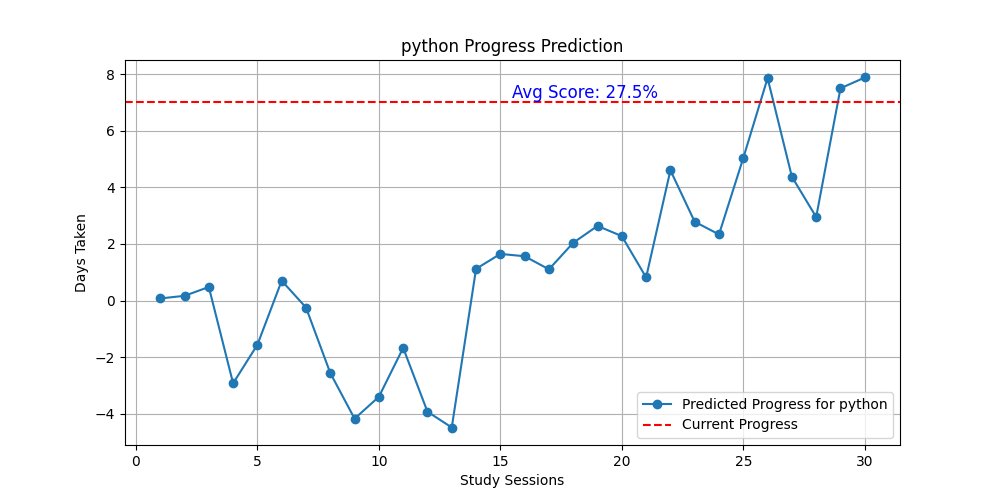 python Progress Prediction
Avg Score: 27.5%
8
6
4
2
0
−2
−4
Days Taken
0 5 10 15 20 25 30
Study Sessions
Predicted Progress for python
Current Progress